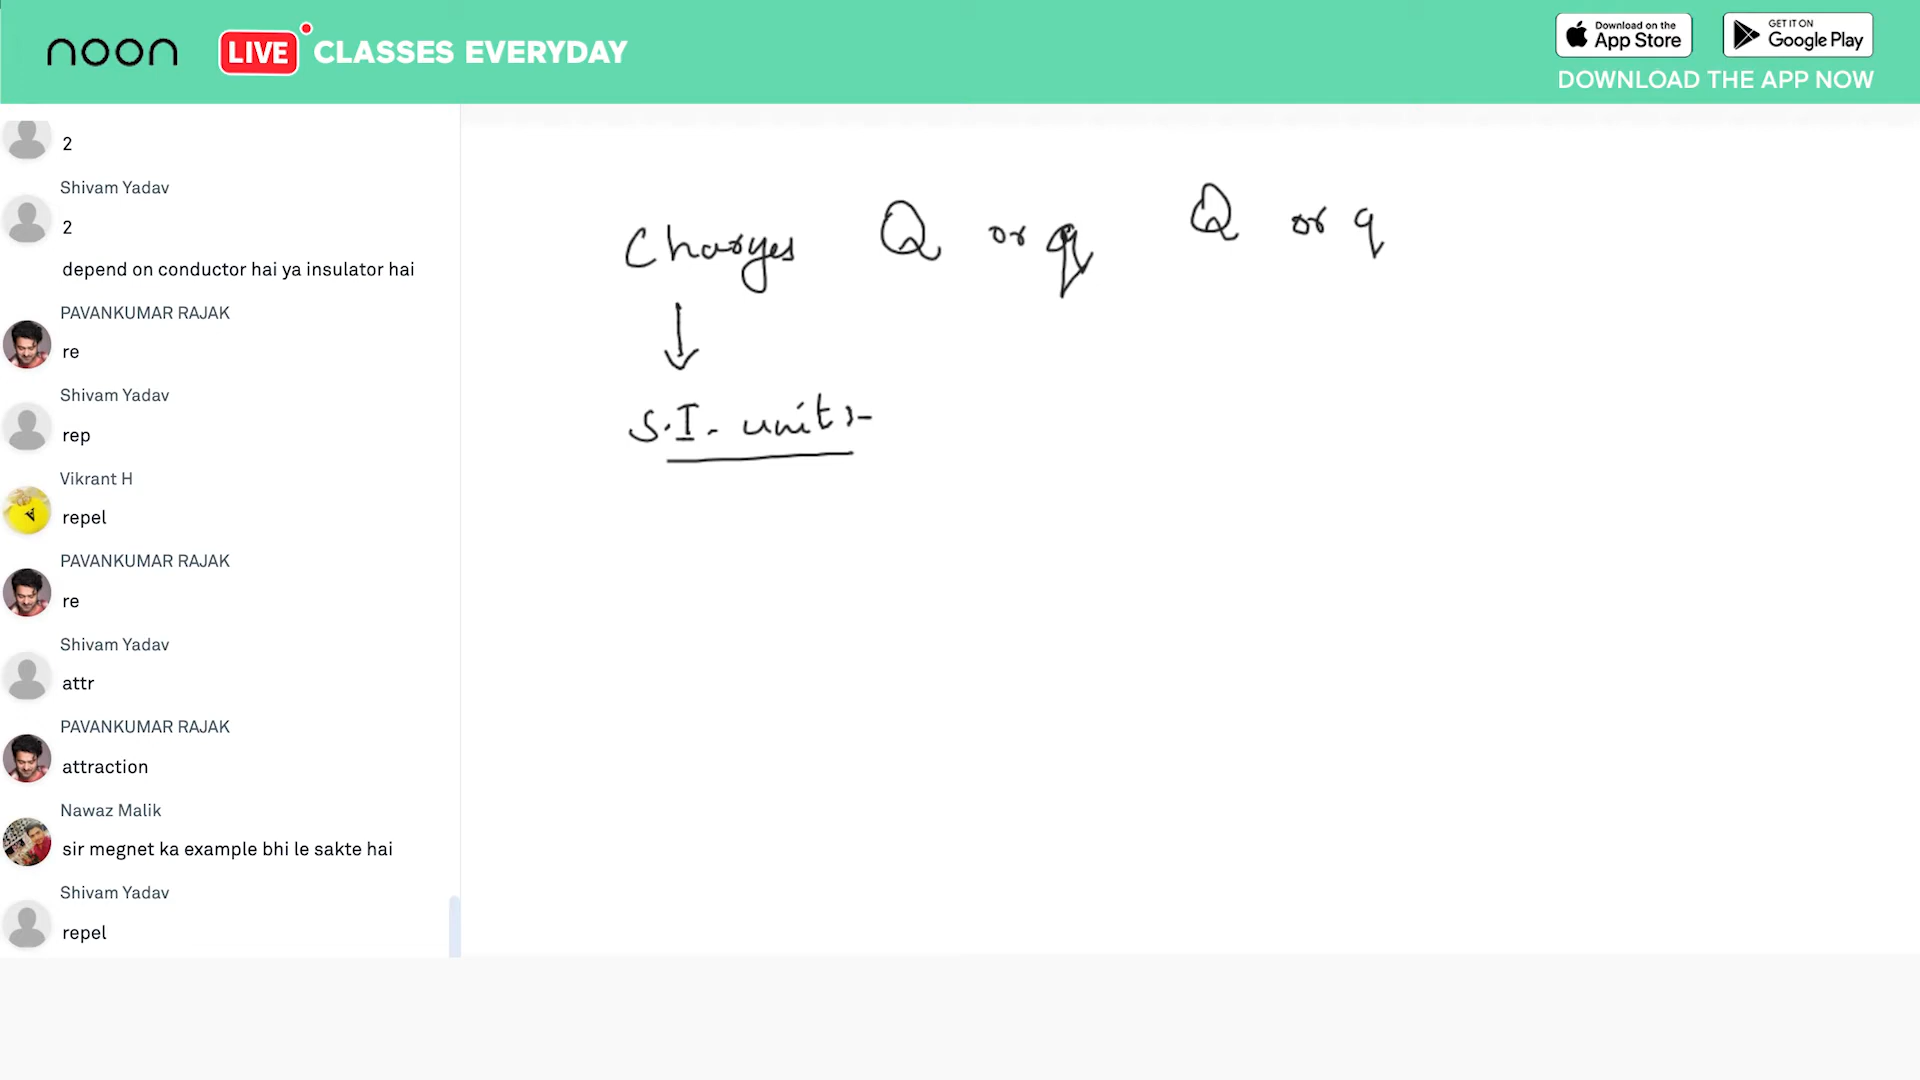 noon LIVE CLASSES EVERYDAY
Download on the App Store
GET IT ON Google Play
DOWNLOAD THE APP NOW
2
Shivam Yadav
2
depend on conductor hai ya insulator hai
PAVANKUMAR RAJAK
re
Shivam Yadav
rep
Vikrant H
repel
PAVANKUMAR RAJAK
re
Shivam Yadav
attr
PAVANKUMAR RAJAK
attraction
Nawaz Malik
sir megnet ka example bhi le sakte hai
Shivam Yadav
repel
Charges Q or q Q or q
↓
S.I. unit:-